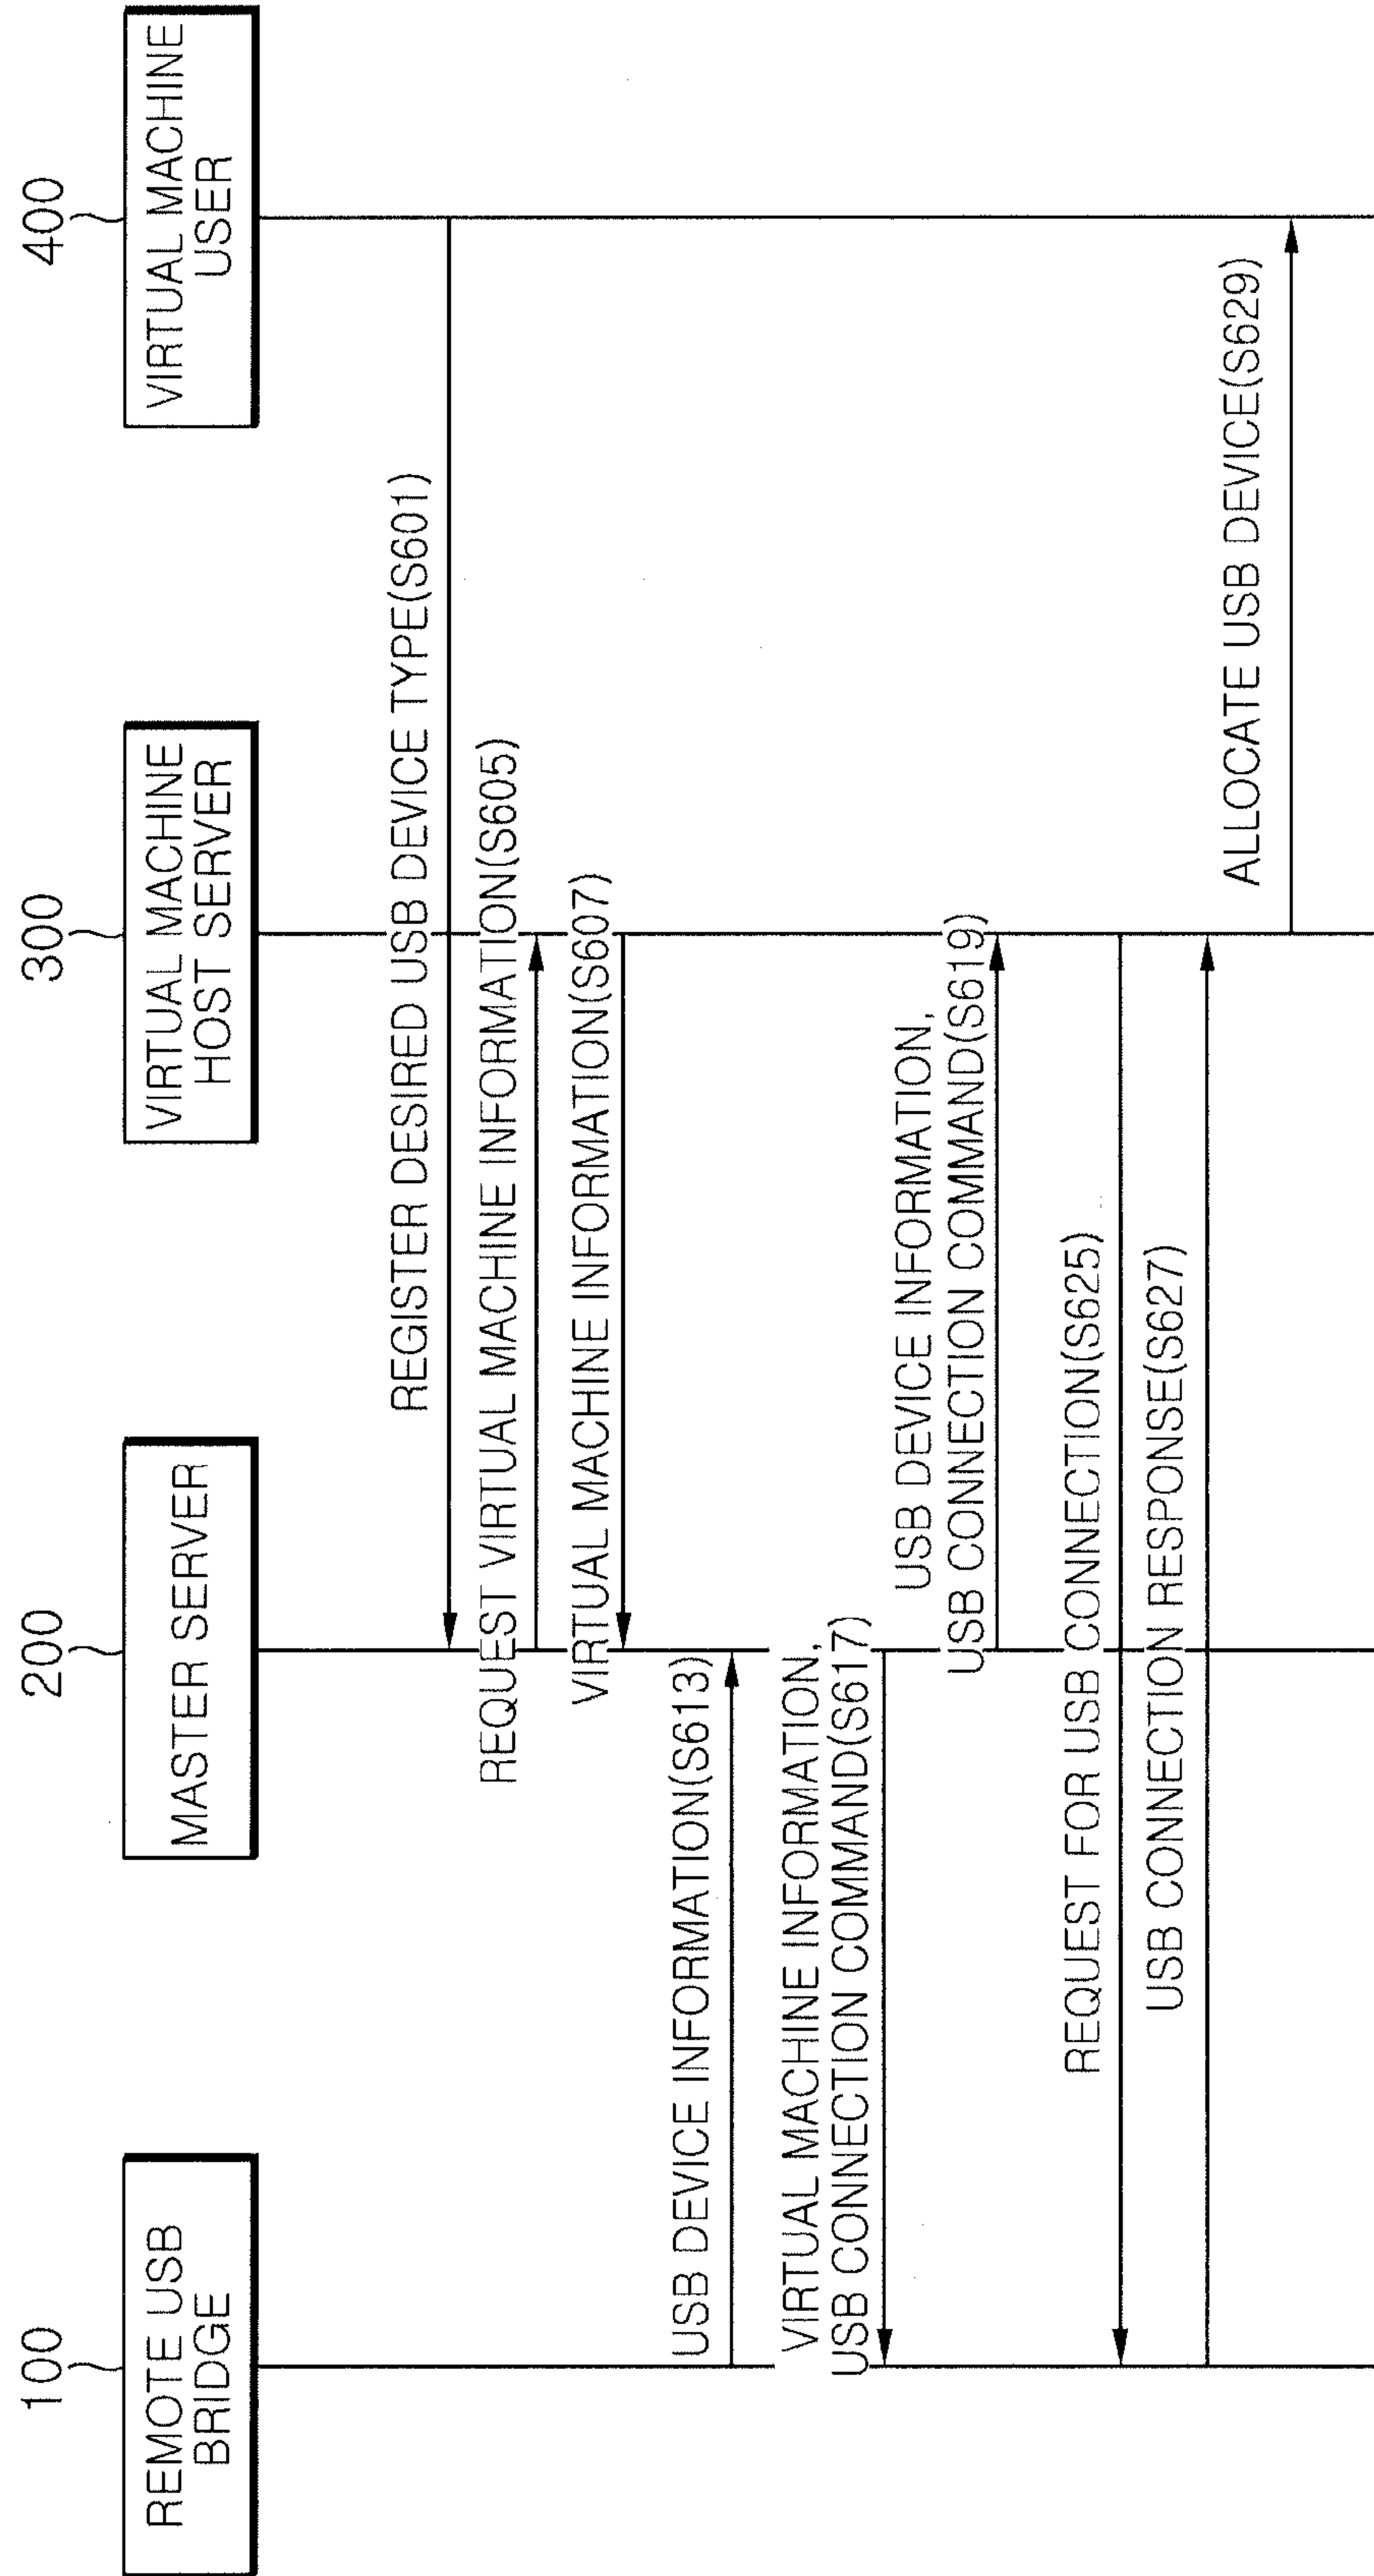 100
200
300
400
REMOTE USB
BRIDGE
MASTER SERVER
VIRTUAL MACHINE
HOST SERVER
VIRTUAL MACHINE
USER
REGISTER DESIRED USB DEVICE TYPE(S601)
REQUEST VIRTUAL MACHINE INFORMATION(S605)
VIRTUAL MACHINE INFORMATION(S607)
USB DEVICE INFORMATION(S613)
VIRTUAL MACHINE INFORMATION,
USB CONNECTION COMMAND(S617)
USB DEVICE INFORMATION,
USB CONNECTION COMMAND(S619)
REQUEST FOR USB CONNECTION(S625)
USB CONNECTION RESPONSE(S627)
ALLOCATE USB DEVICE(S629)